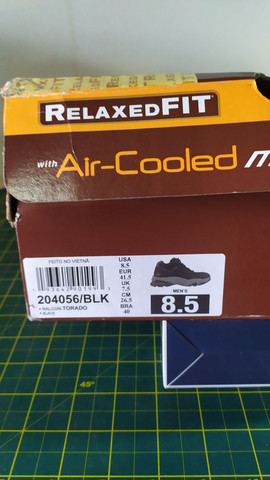 RELAXEDFIT®
with Air-Cooled M
FEITO NO VIETNÃ
204056/BLK
TORADO
USA
8.5
EUR
41.5
UK
7.5
CM
26.5
BRA
40
MEN'S
8.5
45°